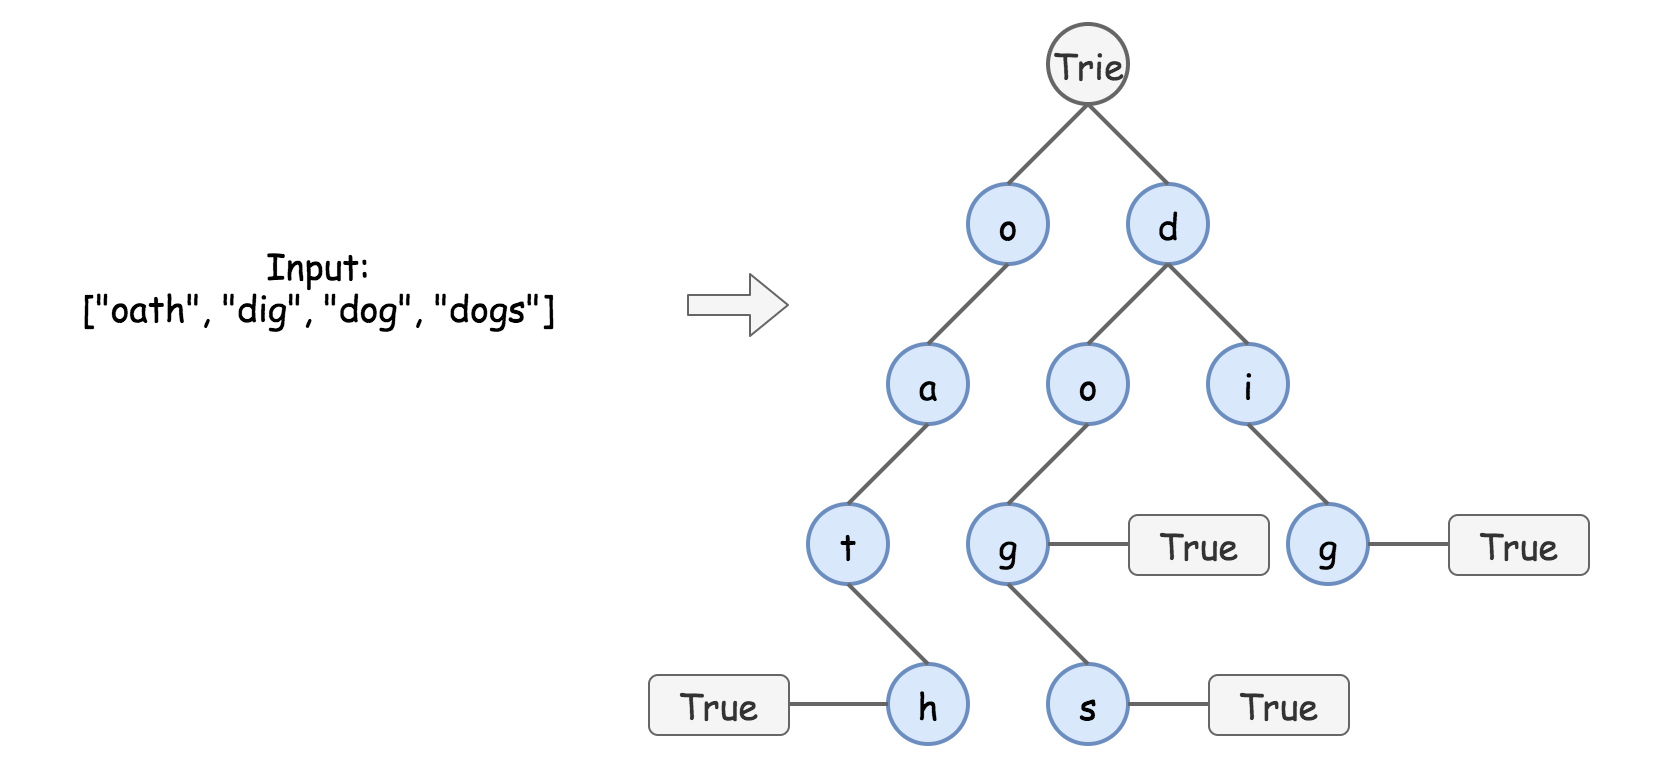 Trie
o
d
Input:
["oath", "dig", "dog", "dogs"]
a
o
i
t
g
True
g
True
True
h
s
True